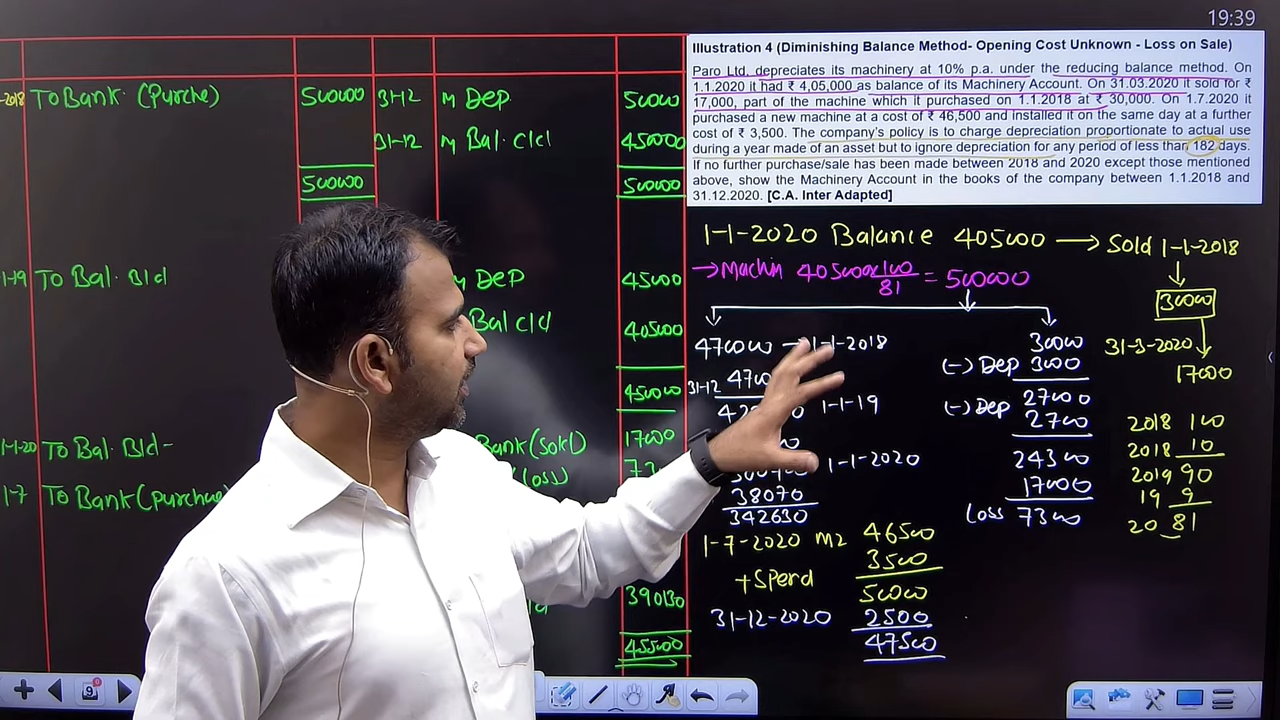 19:39
Illustration 4 (Diminishing Balance Method- Opening Cost Unknown - Loss on Sale)
Paro Ltd. depreciates its machinery at 10% p.a. under the reducing balance method. On
1.1.2020 it had ₹ 4,05,000 as balance of its Machinery Account. On 31.03.2020 it sold for ₹
17,000, part of the machine which it purchased on 1.1.2018 at ₹ 30,000. On 1.7.2020 it
purchased a new machine at a cost of ₹ 46,500 and installed it on the same day at a further
cost of ₹ 3,500. The company's policy is to charge depreciation proportionate to actual use
during a year made of an asset but to ignore depreciation for any period of less than 182 days.
If no further purchase/sale has been made between 2018 and 2020 except those mentioned
above, show the Machinery Account in the books of the company between 1.1.2018 and
31.12.2020. [C.A. Inter Adapted]
2018 To Bank (Purche) 500000 31-12 By Dep 50000
31-12 By Bal. C/d 450000
500000 500000
1-19 To Bal. B/d By Dep 45000
Bal C/d 405000
450000
1-1-20 To Bal. B/d- Bank (Sold) 17000
(loss)
1-7 To Bank (purchase)
390130
455000
1-1-2020 Balance 405000 → Sold 1-1-2018
30000
31-3-2020
17000
→ Machin 405000x100/81 = 500000
470000 → 1-1-2018
31-12
1-1-19
1-1-2020
38070
342630
1-7-2020 M2 46500
3500
+Spend 50000
31-12-2020 2500
47500
30000
(-) Dep 3000
27000
(-) Dep 2700
24300
17000
Loss 7300
2018 100
2018 10
2019 90
19 9
20 81
9